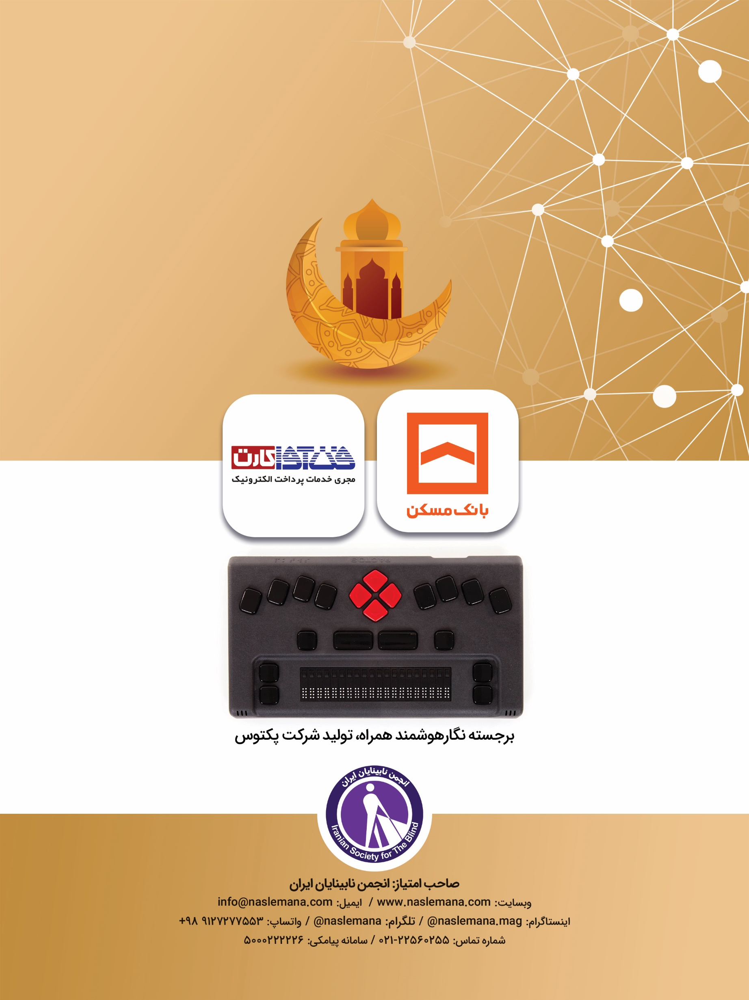 بانک مسکن
فن آوا کارت
مجری خدمات پرداخت الکترونیک
PACTOS
برجسته نگارهوشمند همراه، تولید شرکت پکتوس
انجمن نابینایان ایران
Iranian Society for The Blind
صاحب امتیاز: انجمن نابینایان ایران
وبسایت: www.naslemana.com / ایمیل: info@naslemana.com
اینستاگرام: @naslemana.mag / تلگرام: @naslemana / واتساپ: +۹۸ ۹۱۲۷۲۷۷۵۵۳
شماره تماس: ۰۲۱-۲۲۵۶۰۲۵۵ / سامانه پیامکی: ۵۰۰۰۲۲۲۲۲۶